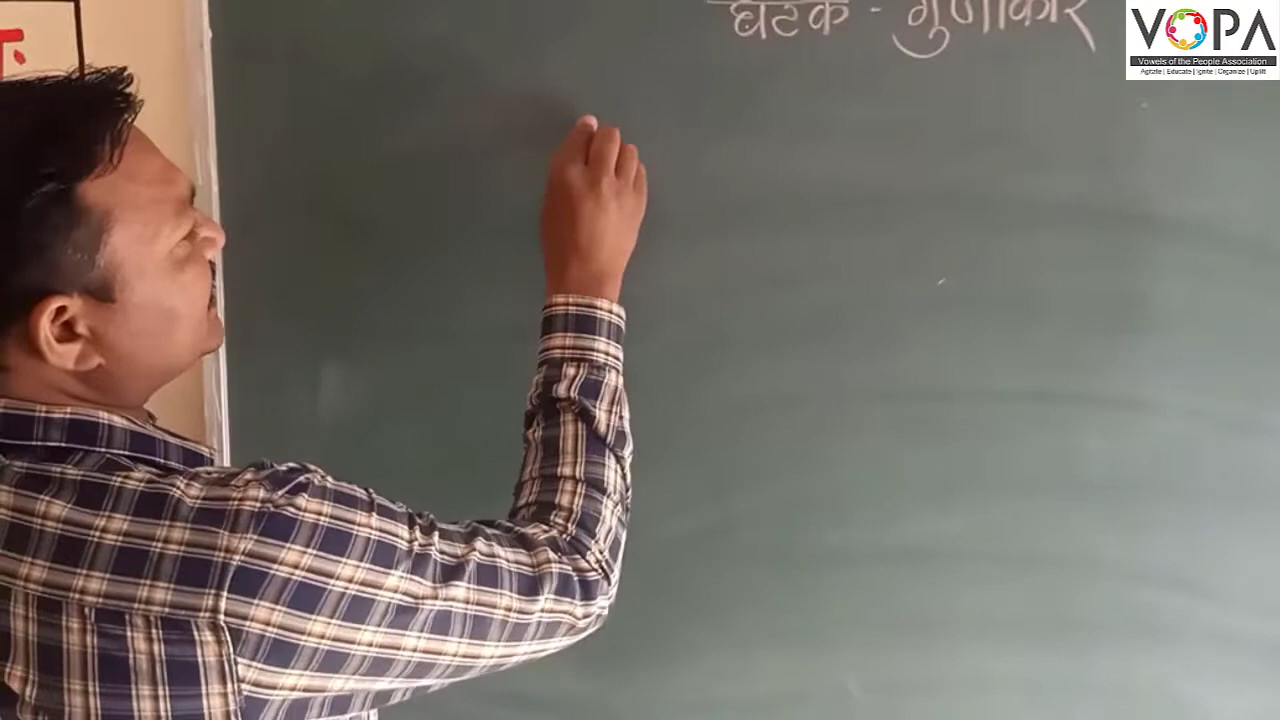 घटक - गुणाकार
VOPA
Vowels of the People Association
Agitate | Educate | Ignite | Organize | Uplift